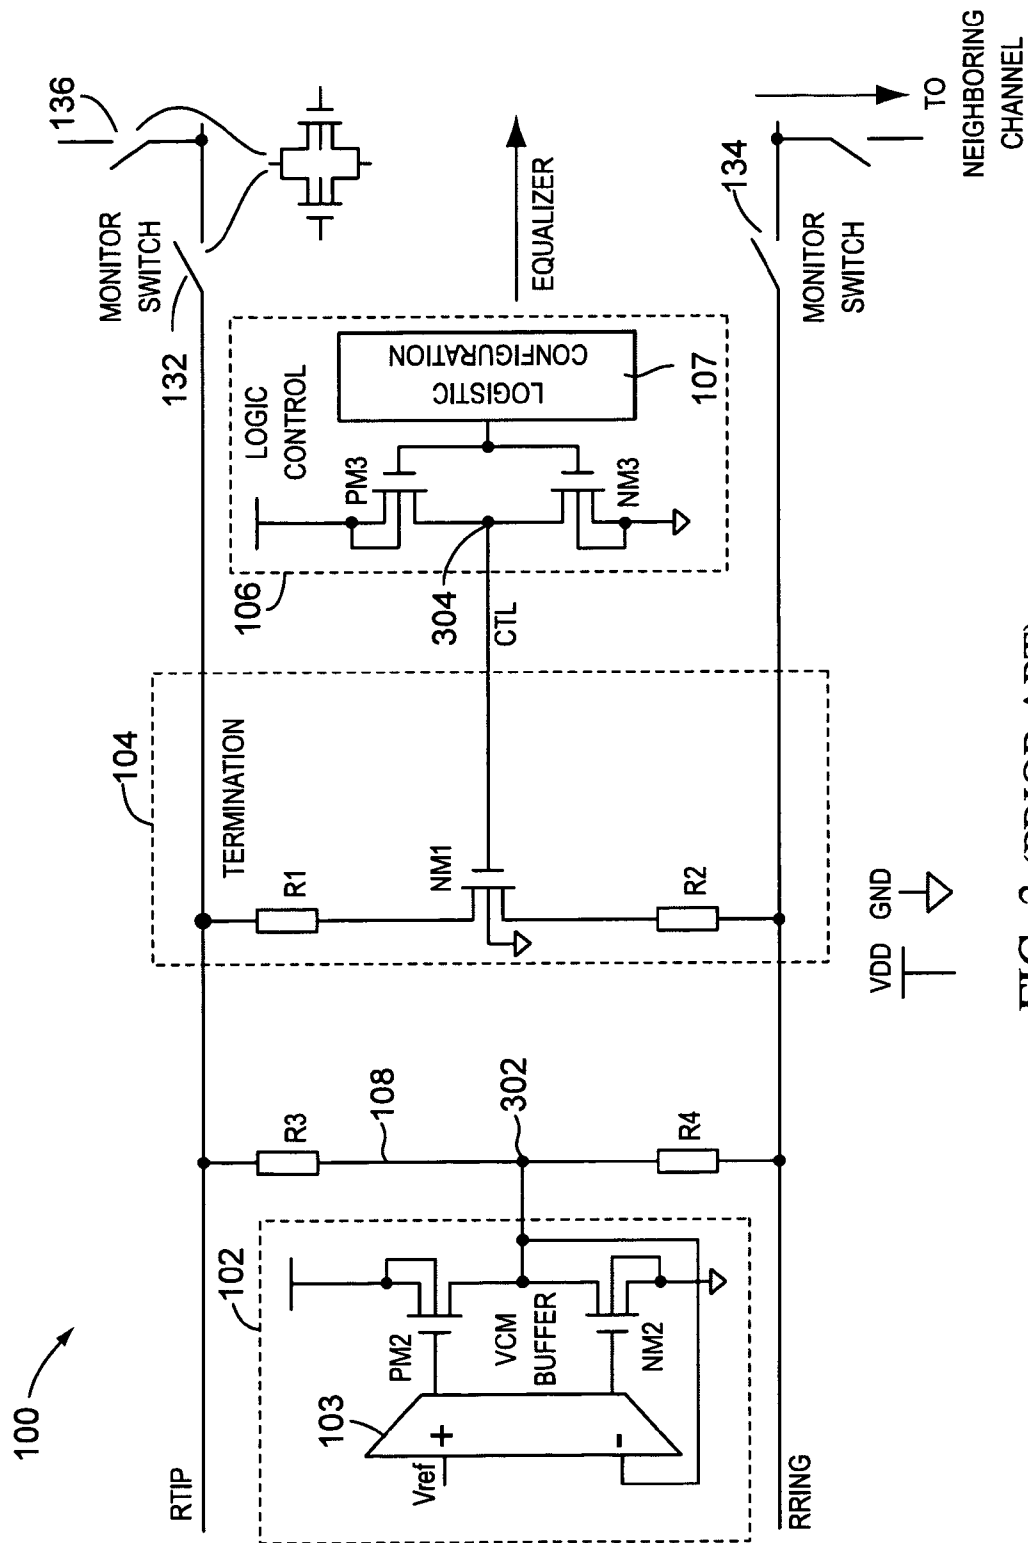 100
RTIP
102
103
Vref
+
-
PM2
VCM
BUFFER
NM2
RRING
R3
108
302
R4
104
TERMINATION
R1
NM1
R2
VDD
GND
106
LOGIC
CONTROL
PM3
304
CTL
NM3
LOGISTIC
CONFIGURATION
107
132
MONITOR
SWITCH
136
EQUALIZER
134
MONITOR
SWITCH
TO
NEIGHBORING
CHANNEL
FIG. 3 (PRIOR ART)